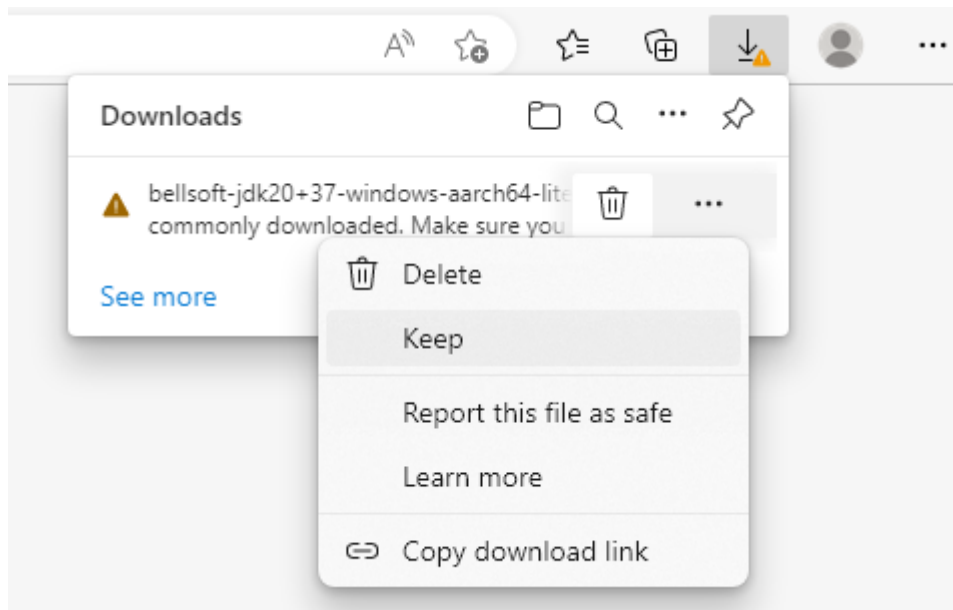 Downloads
bellsoft-jdk20+37-windows-aarch64-lite
commonly downloaded. Make sure you
Delete
See more
Keep
Report this file as safe
Learn more
Copy download link